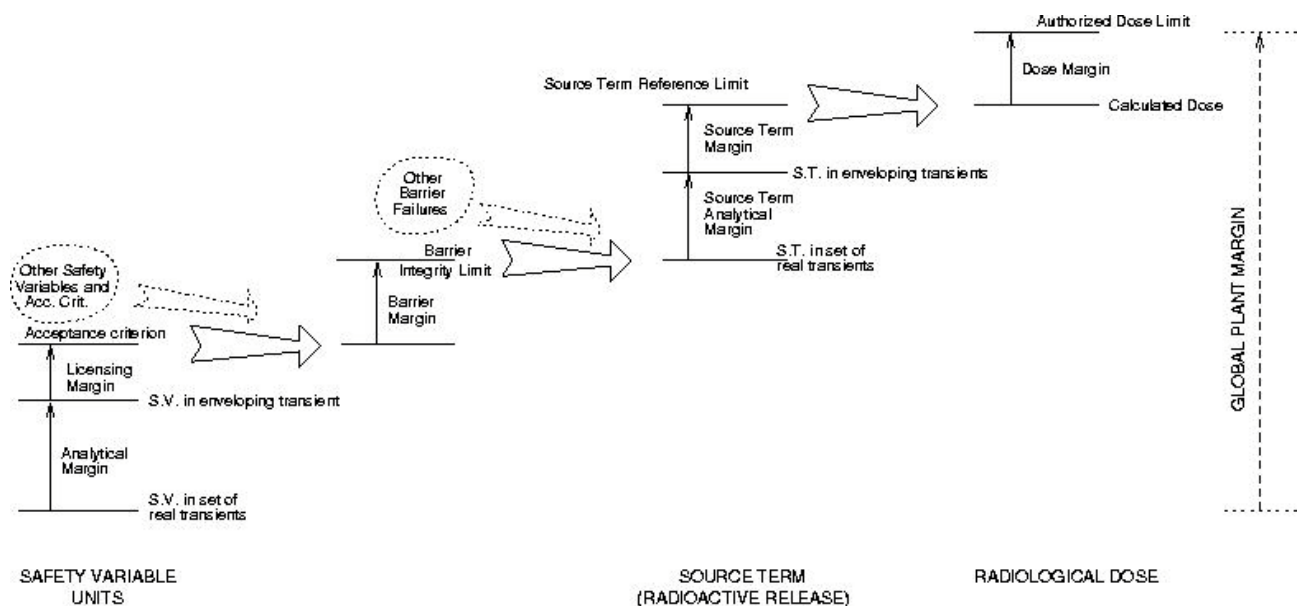 Authorized Dose Limit
Dose Margin
Calculated Dose
Source Term Reference Limit
Source Term
Margin
S.T. in enveloping transients
Source Term
Analytical
Margin
S.T. in set of
real transients
Other
Barrier
Failures
Barrier
Integrity Limit
Barrier
Margin
Other Safety
Variables and
Acc. Crit.
Acceptance criterion
Licensing
Margin
S.V. in enveloping transient
Analytical
Margin
S.V. in set of
real transients
GLOBAL PLANT MARGIN
SAFETY VARIABLE
UNITS
SOURCE TERM
(RADIOACTIVE RELEASE)
RADIOLOGICAL DOSE